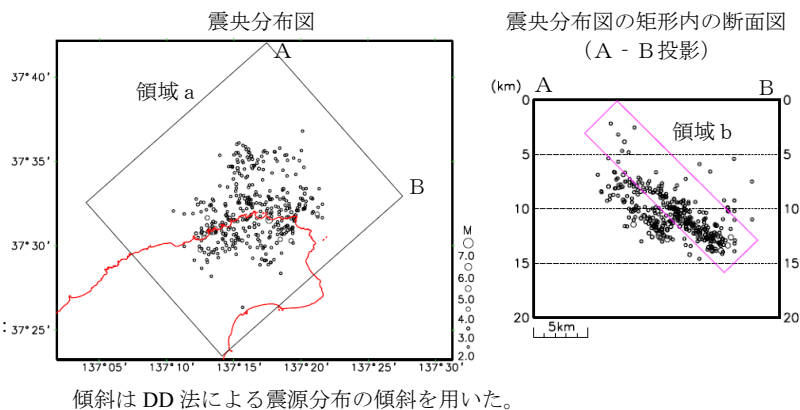 震央分布図
震央分布図の矩形内の断面図
（A - B投影）
A
37°40′
領域 a
37°35′
B
37°30′
37°25′
:
137°05′ 137°10′ 137°15′ 137°20′ 137°25′ 137°30′
M
7.0
6.0
5.0
4.0
3.0
2.0
(km) A B
0 0
領域 b
5 5
10 10
15 15
20 20
5km
傾斜は DD 法による震源分布の傾斜を用いた。